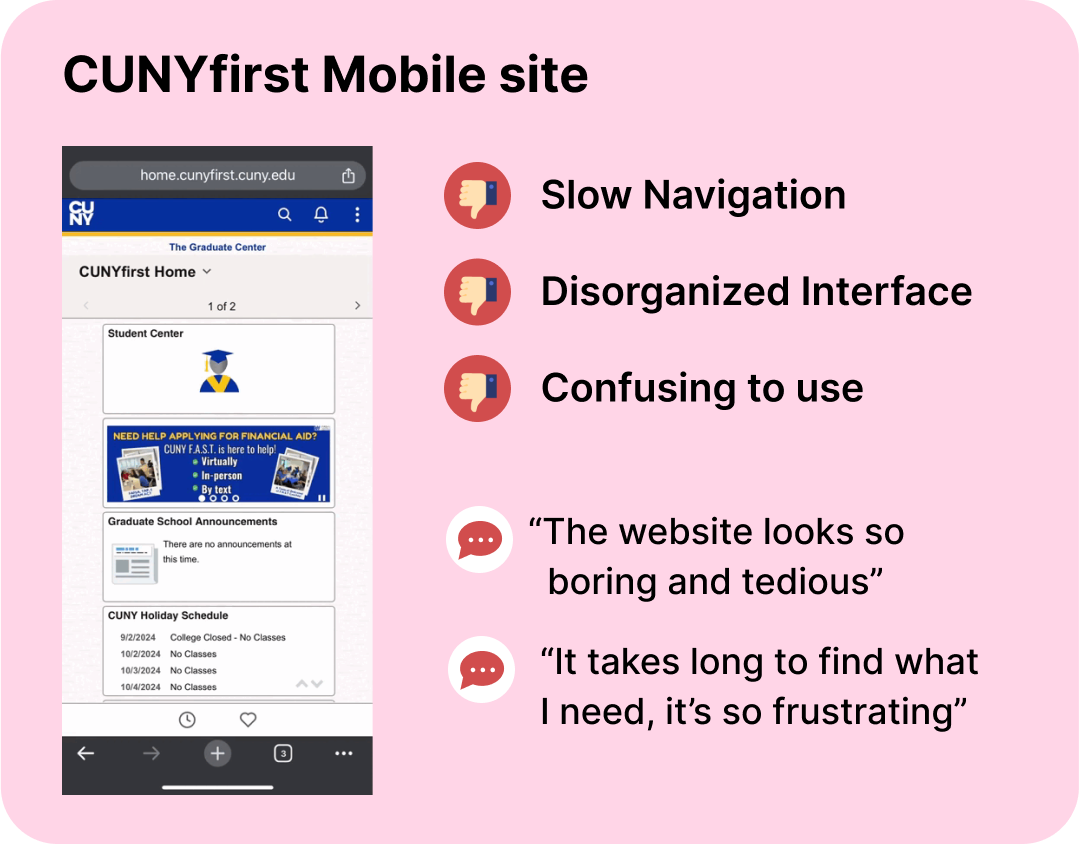 CUNYfirst Mobile site
home.cunyfirst.cuny.edu
CU
NY
The Graduate Center
CUNYfirst Home
1 of 2
Student Center
NEED HELP APPLYING FOR FINANCIAL AID?
CUNY F.A.S.T. is here to help!
Virtually
In-person
By text
Graduate School Announcements
There are no announcements at
this time.
CUNY Holiday Schedule
9/2/2024 College Closed - No Classes
10/2/2024 No Classes
10/3/2024 No Classes
10/4/2024 No Classes
3
Slow Navigation
Disorganized Interface
Confusing to use
“The website looks so
boring and tedious”
“It takes long to find what
I need, it’s so frustrating”